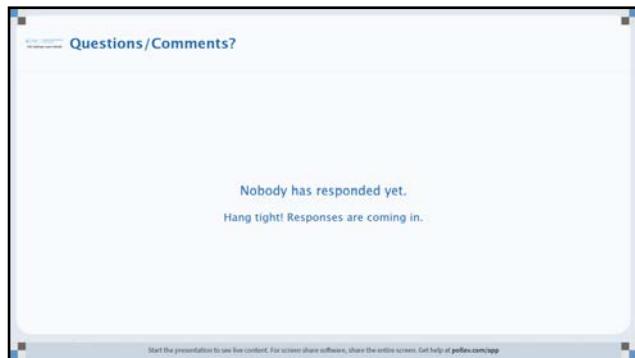 Questions/Comments?
Nobody has responded yet.
Hang tight! Responses are coming in.
Start the presentation to see live content. For screen share software, share the entire screen. Get help at pollev.com/app